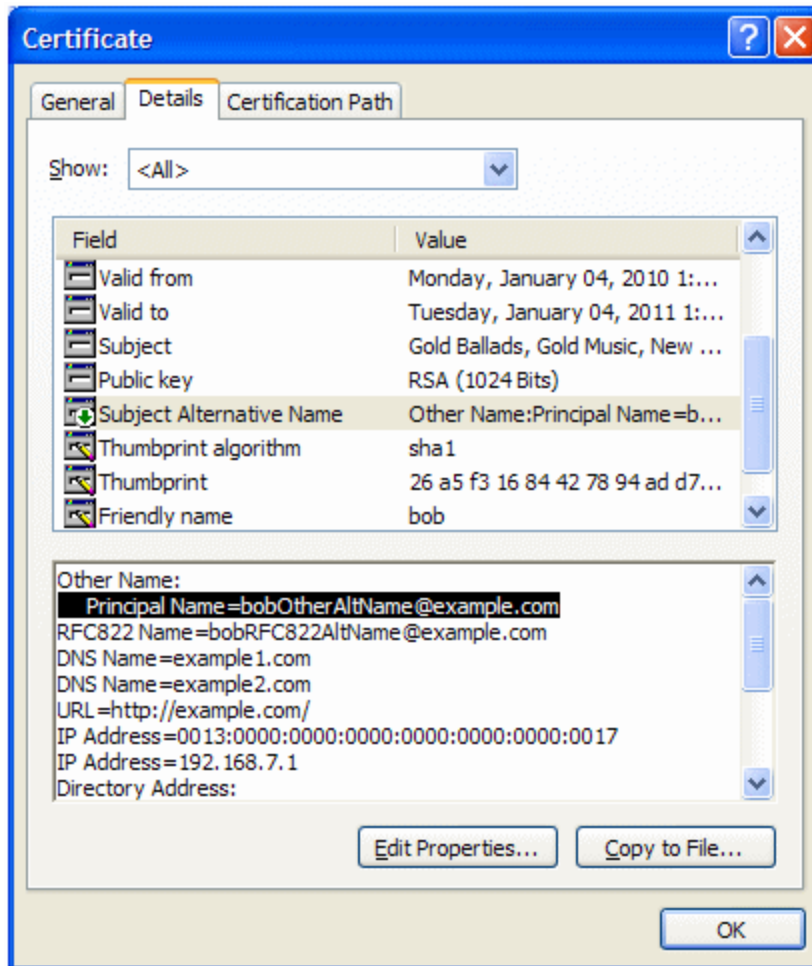 Certificate
General Details Certification Path
Show: <All>
Field Value
Valid from Monday, January 04, 2010 1:...
Valid to Tuesday, January 04, 2011 1:...
Subject Gold Ballads, Gold Music, New ...
Public key RSA (1024 Bits)
Subject Alternative Name Other Name:Principal Name=b...
Thumbprint algorithm sha1
Thumbprint 26 a5 f3 16 84 42 78 94 ad d7...
Friendly name bob
Other Name:
Principal Name=bobOtherAltName@example.com
RFC822 Name=bobRFC822AltName@example.com
DNS Name=example1.com
DNS Name=example2.com
URL=http://example.com/
IP Address=0013:0000:0000:0000:0000:0000:0000:0017
IP Address=192.168.7.1
Directory Address:
Edit Properties... Copy to File...
OK